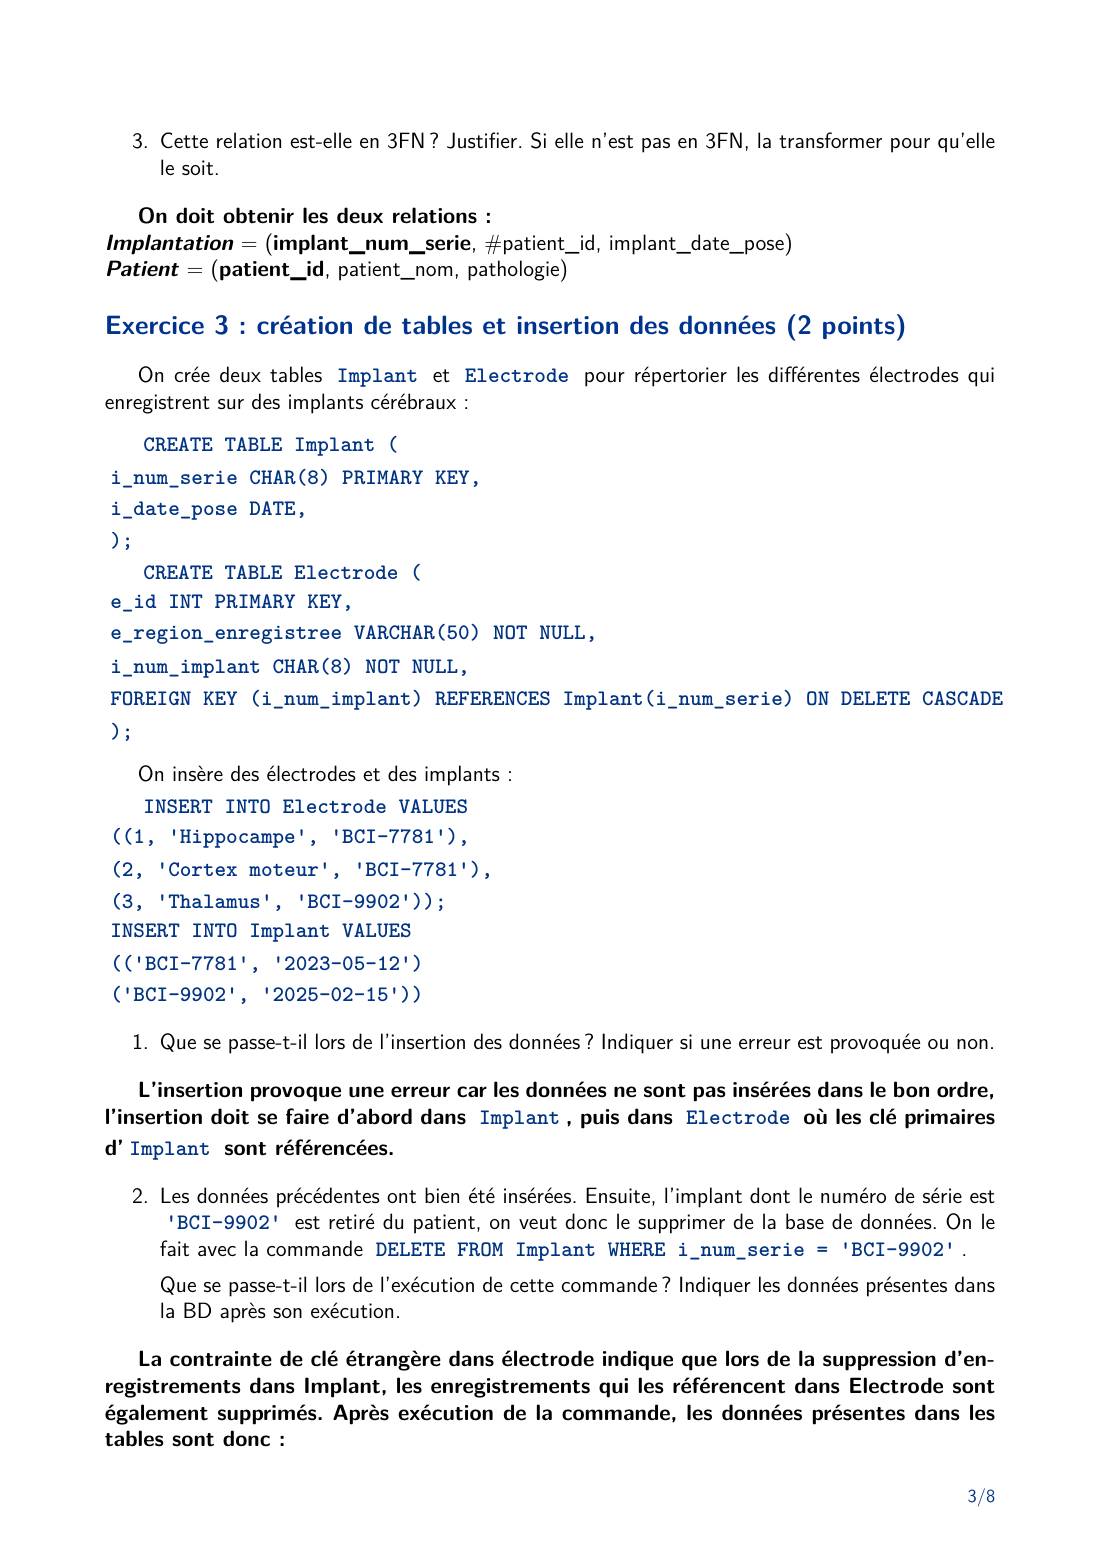 3. Cette relation est-elle en 3FN ? Justifier. Si elle n'est pas en 3FN, la transformer pour qu'elle
le soit.
On doit obtenir les deux relations :
Implantation = (implant_num_serie, #patient_id, implant_date_pose)
Patient = (patient_id, patient_nom, pathologie)
Exercice 3 : création de tables et insertion des données (2 points)
On crée deux tables Implant et Electrode pour répertorier les différentes électrodes qui
enregistrent sur des implants cérébraux :
CREATE TABLE Implant (
i_num_serie CHAR(8) PRIMARY KEY,
i_date_pose DATE,
);
CREATE TABLE Electrode (
e_id INT PRIMARY KEY,
e_region_enregistree VARCHAR(50) NOT NULL,
i_num_implant CHAR(8) NOT NULL,
FOREIGN KEY (i_num_implant) REFERENCES Implant(i_num_serie) ON DELETE CASCADE
);
On insère des électrodes et des implants :
INSERT INTO Electrode VALUES
((1, 'Hippocampe', 'BCI-7781'),
(2, 'Cortex moteur', 'BCI-7781'),
(3, 'Thalamus', 'BCI-9902'));
INSERT INTO Implant VALUES
(('BCI-7781', '2023-05-12')
('BCI-9902', '2025-02-15'))
1. Que se passe-t-il lors de l'insertion des données ? Indiquer si une erreur est provoquée ou non.
L'insertion provoque une erreur car les données ne sont pas insérées dans le bon ordre,
l'insertion doit se faire d'abord dans Implant , puis dans Electrode où les clé primaires
d' Implant sont référencées.
2. Les données précédentes ont bien été insérées. Ensuite, l'implant dont le numéro de série est
'BCI-9902' est retiré du patient, on veut donc le supprimer de la base de données. On le
fait avec la commande DELETE FROM Implant WHERE i_num_serie = 'BCI-9902' .
Que se passe-t-il lors de l'exécution de cette commande ? Indiquer les données présentes dans
la BD après son exécution.
La contrainte de clé étrangère dans électrode indique que lors de la suppression d'en-
registrements dans Implant, les enregistrements qui les référencent dans Electrode sont
également supprimés. Après exécution de la commande, les données présentes dans les
tables sont donc :
3/8